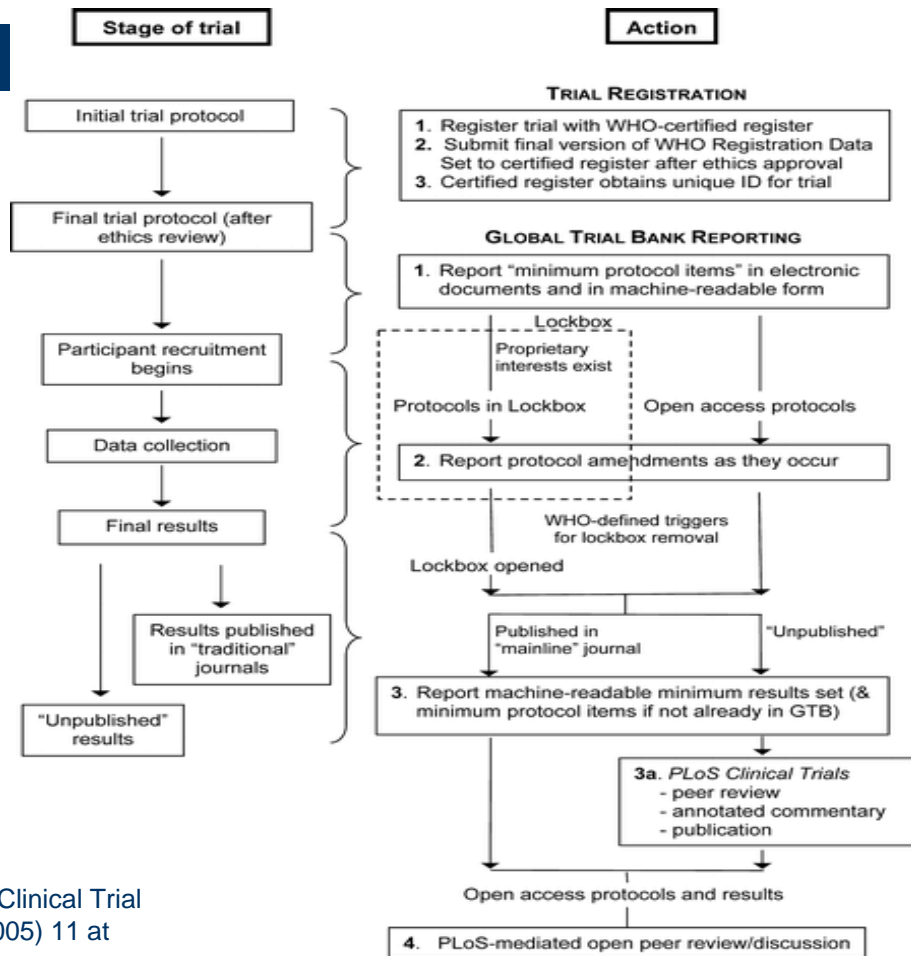 Stage of trial
Action
Initial trial protocol
Final trial protocol (after
ethics review)
Participant recruitment
begins
Data collection
Final results
Results published
in "traditional"
journals
"Unpublished"
results
TRIAL REGISTRATION
1. Register trial with WHO-certified register
2. Submit final version of WHO Registration Data
Set to certified register after ethics approval
3. Certified register obtains unique ID for trial
GLOBAL TRIAL BANK REPORTING
1. Report "minimum protocol items" in electronic
documents and in machine-readable form
Lockbox
Proprietary
interests exist
Protocols in Lockbox
Open access protocols
2. Report protocol amendments as they occur
WHO-defined triggers
for lockbox removal
Lockbox opened
Published in
"mainline" journal
"Unpublished"
3. Report machine-readable minimum results set (&
minimum protocol items if not already in GTB)
3a. PLoS Clinical Trials
- peer review
- annotated commentary
- publication
Open access protocols and results
4. PLoS-mediated open peer review/discussion
Clinical Trial
005) 11 at